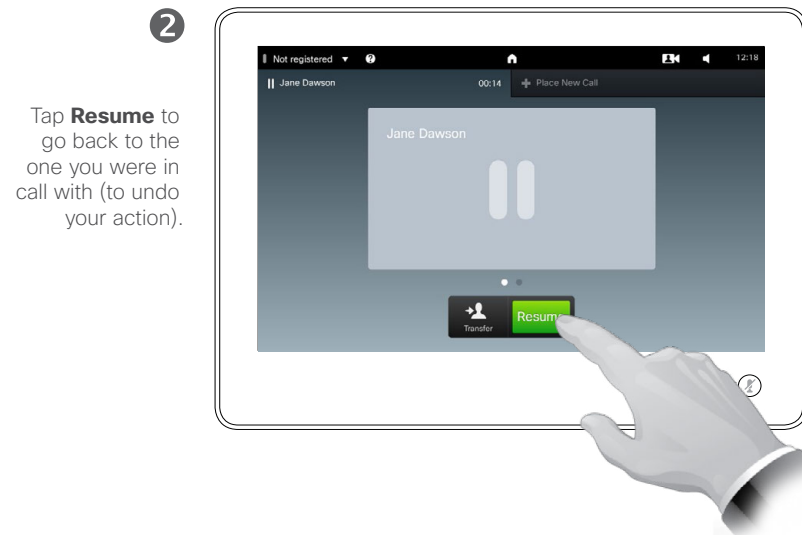 2
Tap Resume to
go back to the
one you were in
call with (to undo
your action).
Not registered ▼ ? 12:18
Jane Dawson 00:14 + Place New Call
Jane Dawson
Transfer Resume